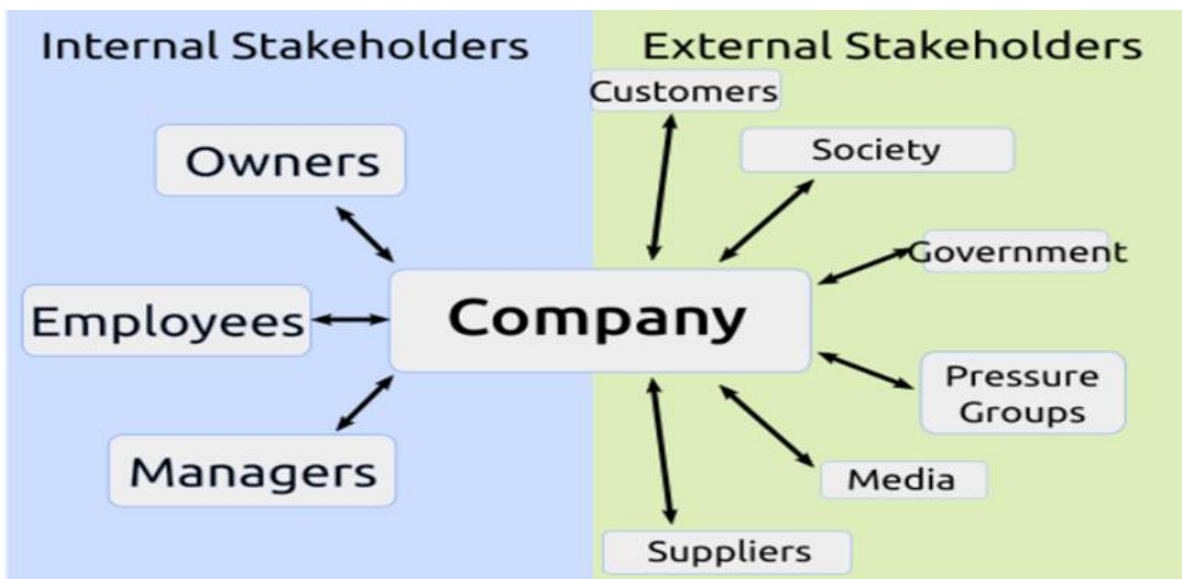 Internal Stakeholders
External Stakeholders
Customers
Owners
Society
Government
Employees
Company
Pressure
Groups
Managers
Media
Suppliers